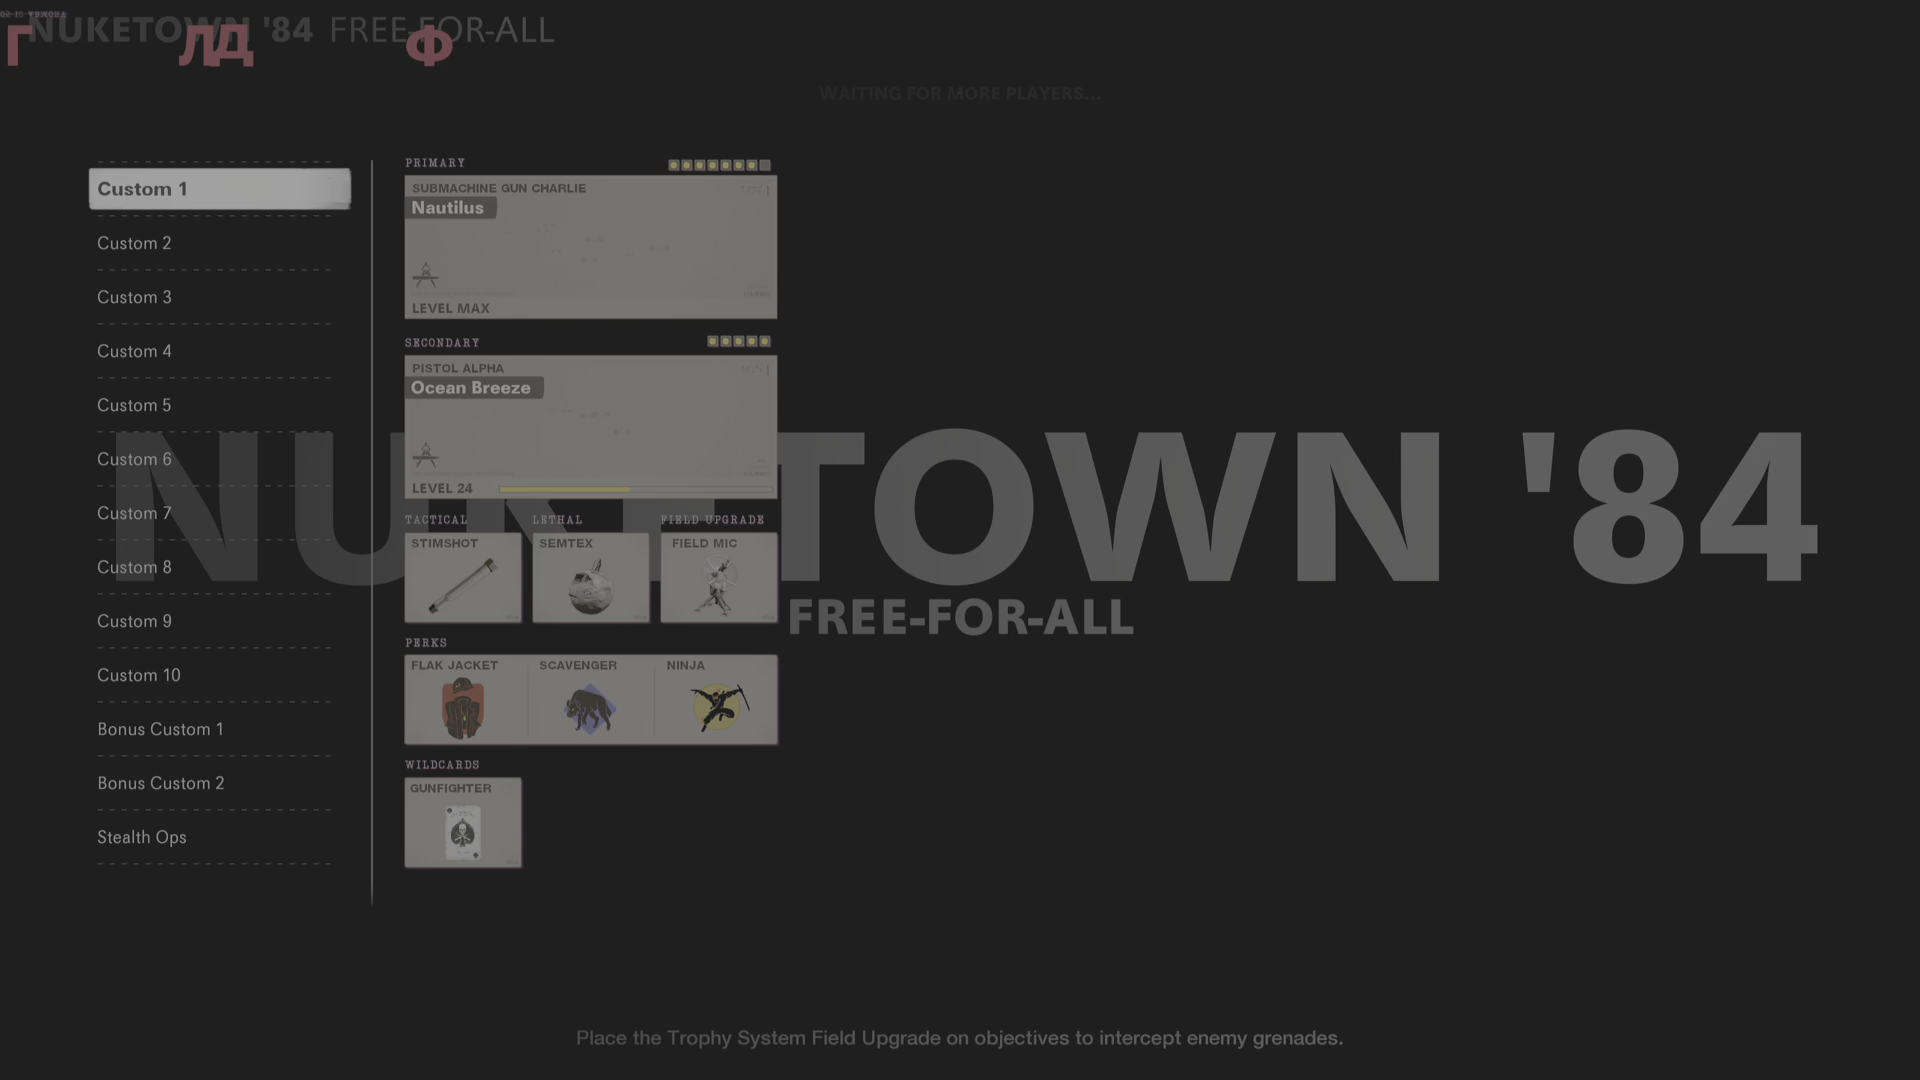 NUKETOWN '84 FREE-FOR-ALL
Г ЛД Ф
WAITING FOR MORE PLAYERS...
Custom 1
Custom 2
Custom 3
Custom 4
Custom 5
Custom 6
Custom 7
Custom 8
Custom 9
Custom 10
Bonus Custom 1
Bonus Custom 2
Stealth Ops
PRIMARY
SUBMACHINE GUN CHARLIE
Nautilus
LEVEL MAX
SECONDARY
PISTOL ALPHA
Ocean Breeze
LEVEL 24
TACTICAL LETHAL FIELD UPGRADE
STIMSHOT SEMTEX FIELD MIC
PERKS
FLAK JACKET SCAVENGER NINJA
WILDCARDS
GUNFIGHTER
NUKETOWN '84
FREE-FOR-ALL
Place the Trophy System Field Upgrade on objectives to intercept enemy grenades.